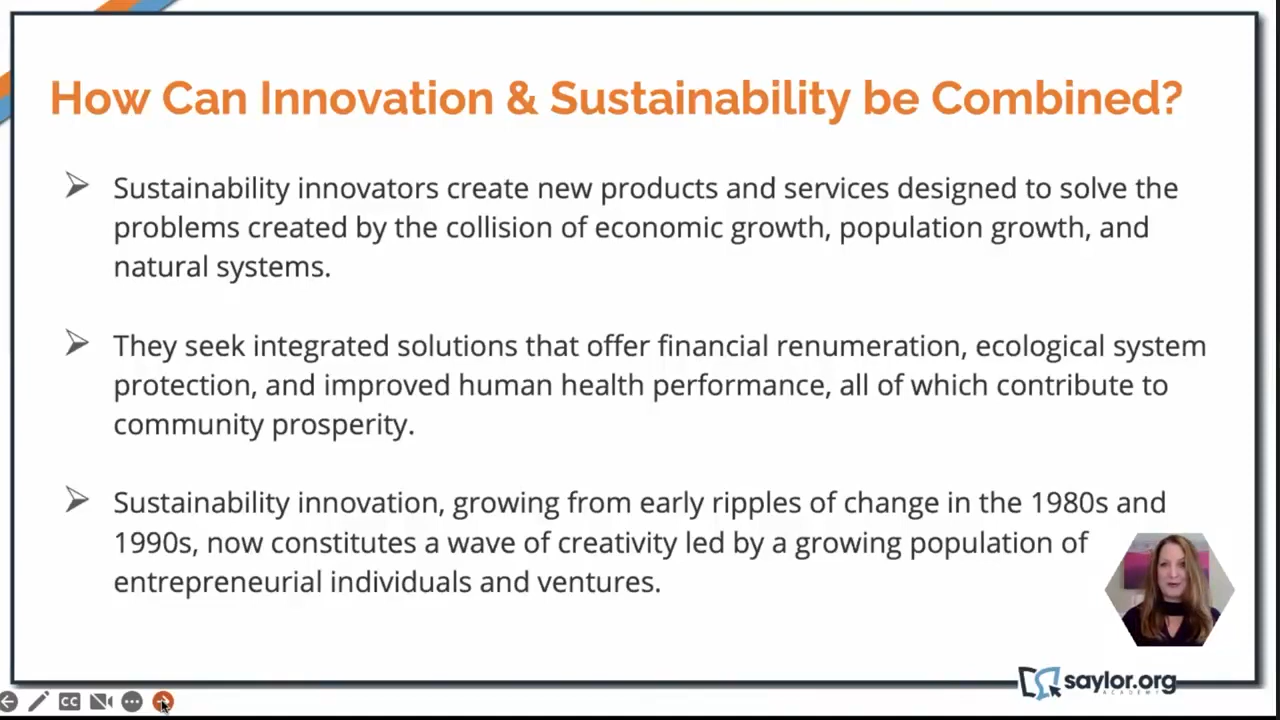 How Can Innovation & Sustainability be Combined?
Sustainability innovators create new products and services designed to solve the
problems created by the collision of economic growth, population growth, and
natural systems.
They seek integrated solutions that offer financial renumeration, ecological system
protection, and improved human health performance, all of which contribute to
community prosperity.
Sustainability innovation, growing from early ripples of change in the 1980s and
1990s, now constitutes a wave of creativity led by a growing population of
entrepreneurial individuals and ventures.
saylor.org
ACADEMY
CC